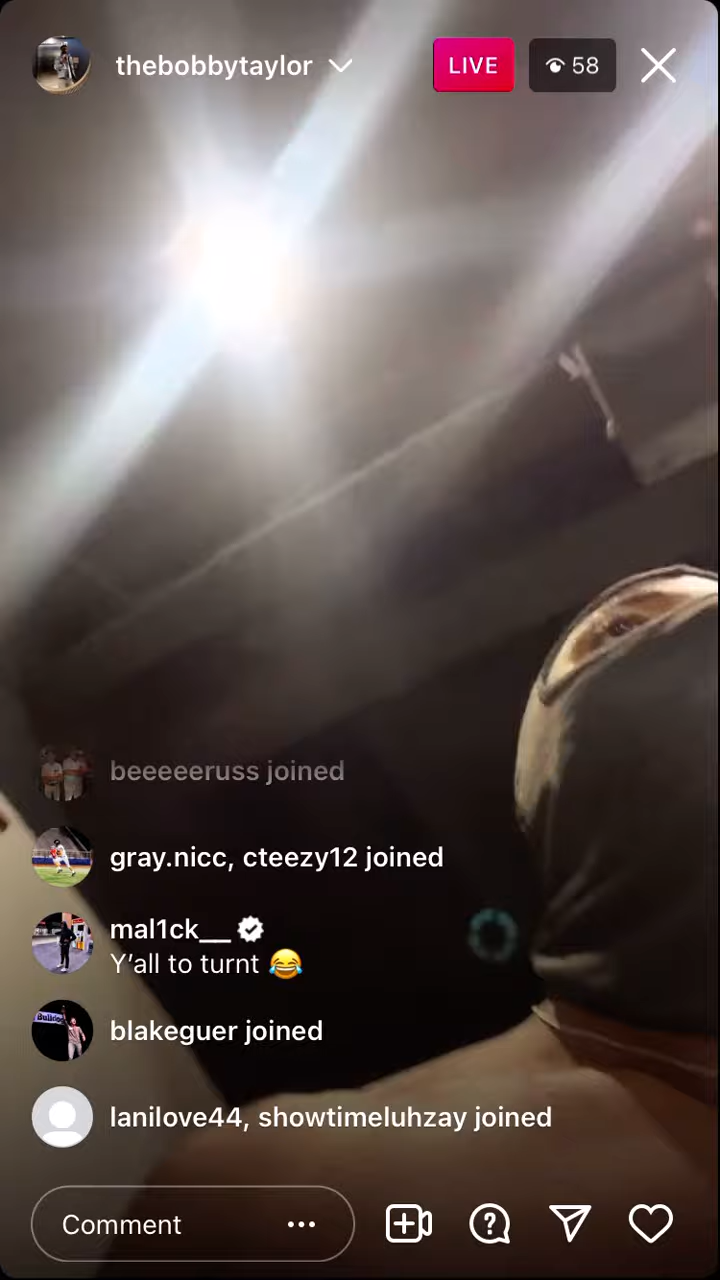 thebobbytaylor
LIVE
58
beeeeeruss joined
gray.nicc, cteezy12 joined
mal1ck__
Y’all to turnt 😂
Bulldog
blakeguer joined
lanilove44, showtimeluhzay joined
Comment